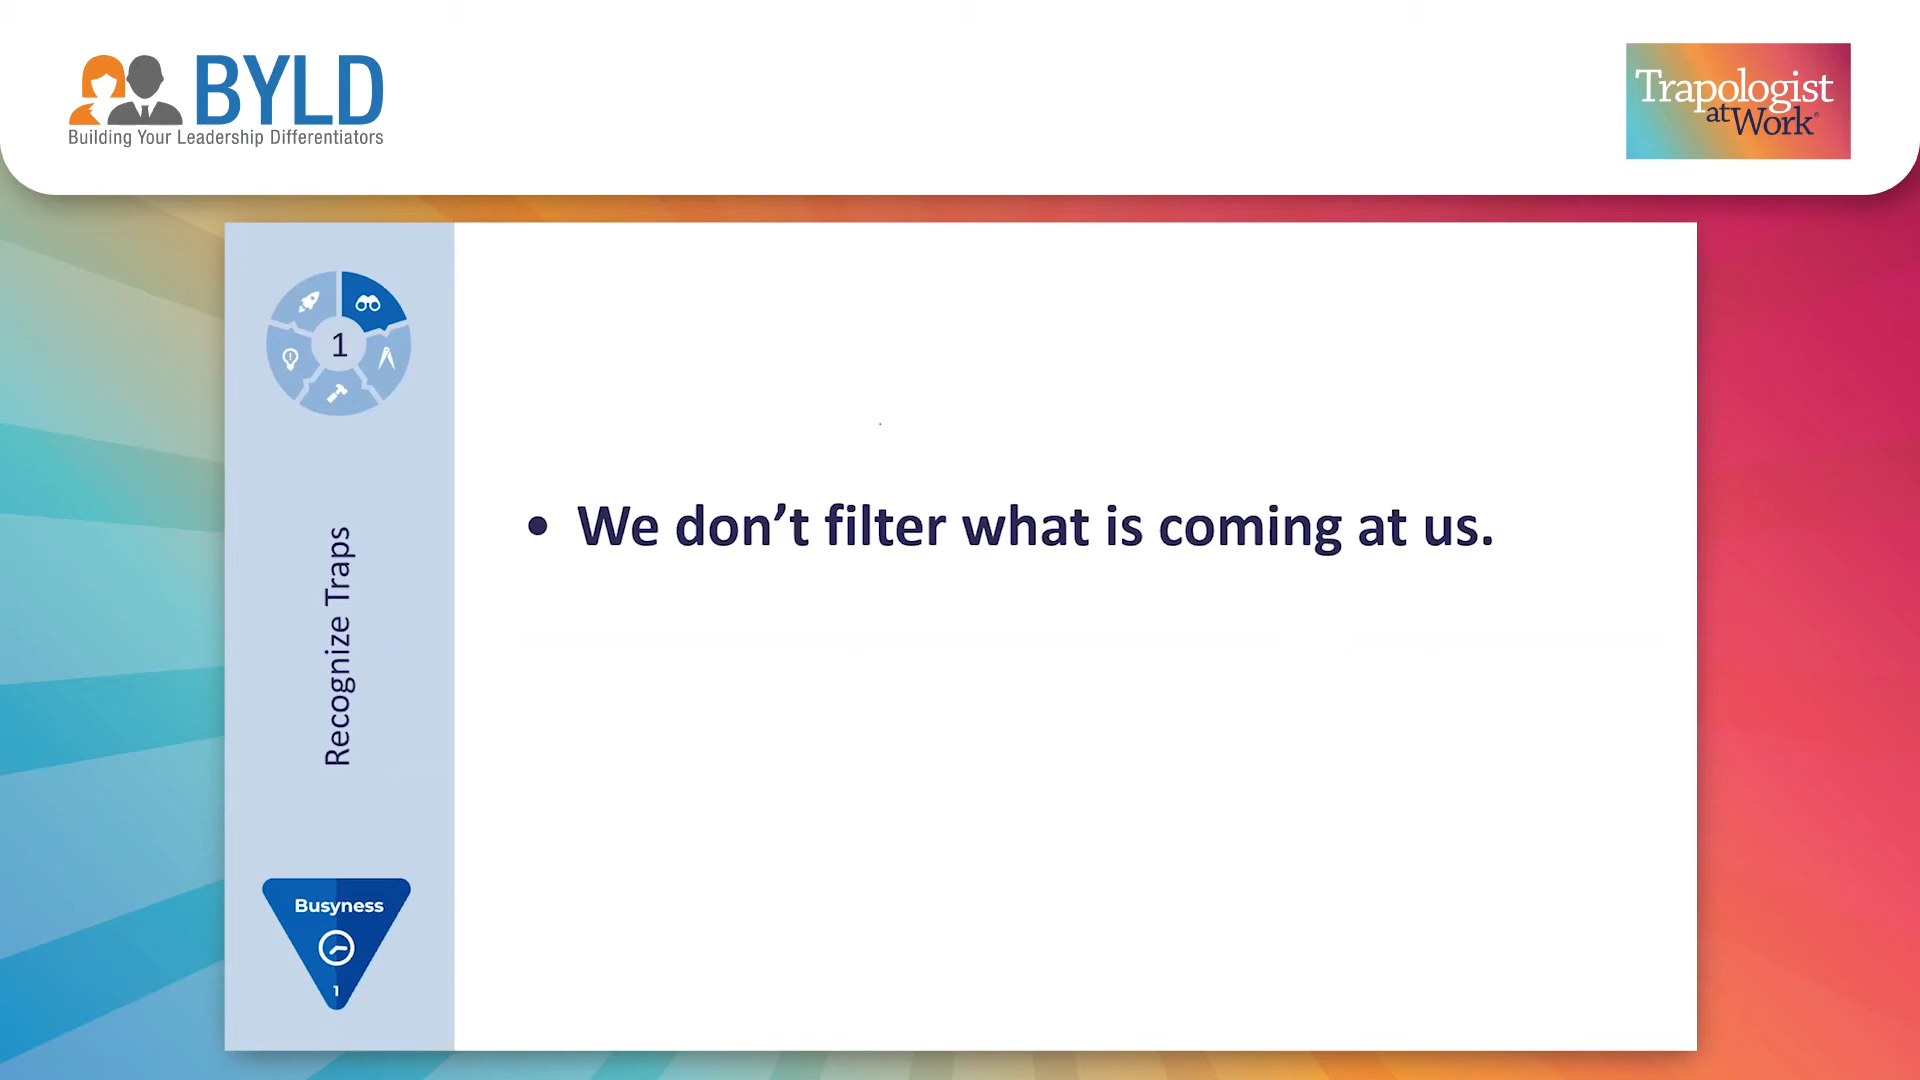 BYLD
Building Your Leadership Differentiators
Trapologist
at Work®
1
Recognize Traps
• We don’t filter what is coming at us.
Busyness
1